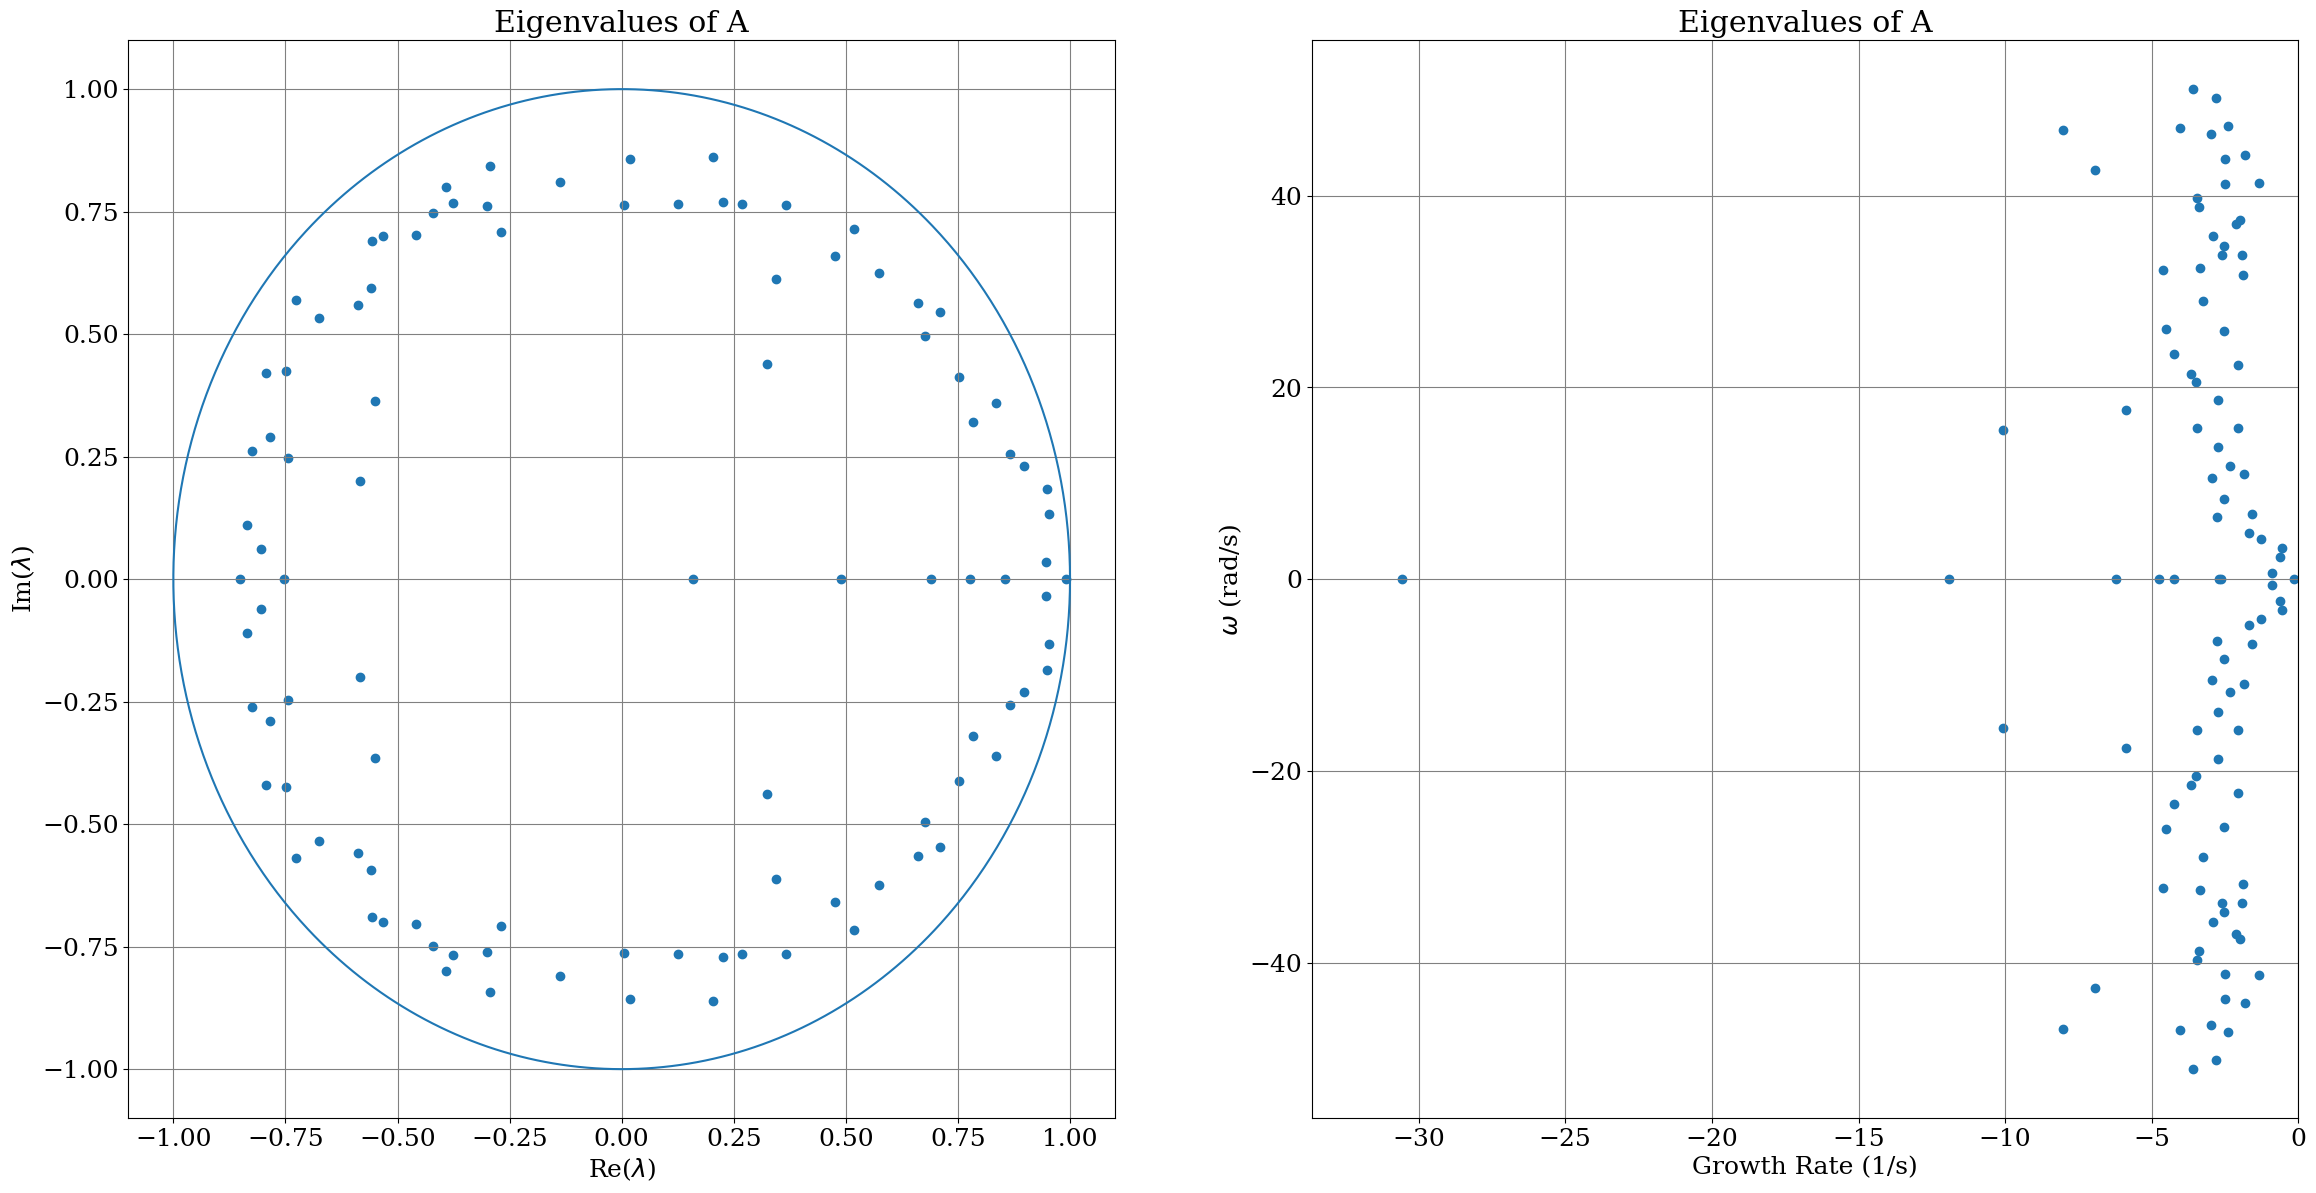 Eigenvalues of A
1.00
0.75
0.50
0.25
0.00
−0.25
−0.50
−0.75
−1.00
Im(λ)
−1.00 −0.75 −0.50 −0.25 0.00 0.25 0.50 0.75 1.00
Re(λ)
Eigenvalues of A
40
20
0
−20
−40
ω (rad/s)
−30 −25 −20 −15 −10 −5 0
Growth Rate (1/s)